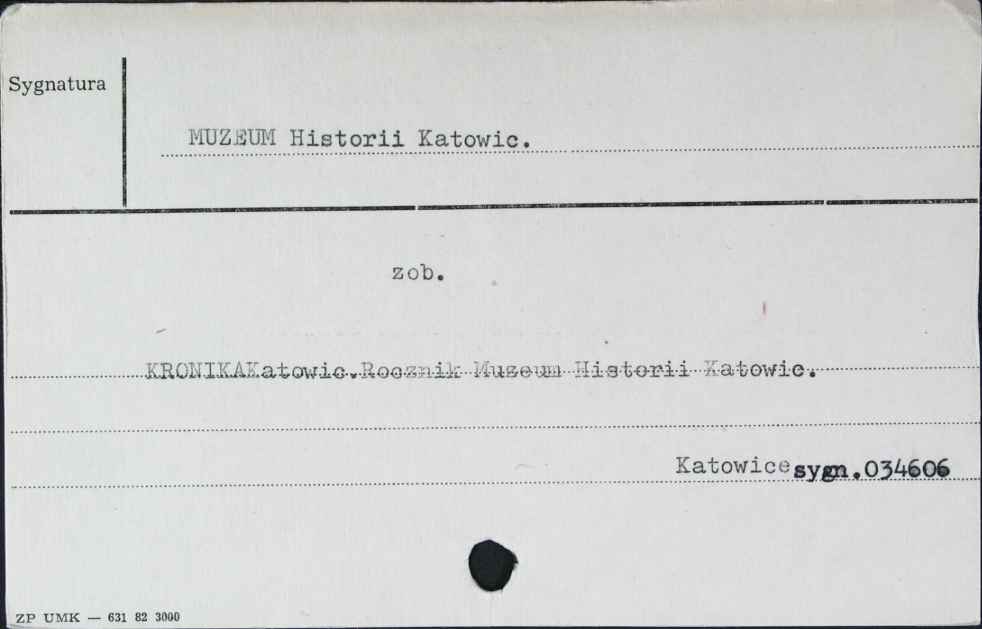 Sygnatura
MUZEUM Historii Katowic.
zob.
KRONIKAKatowic.Rocznik Muzeum Historii Katowic.
Katowice sygn.034606
ZP UMK — 631 82 3000